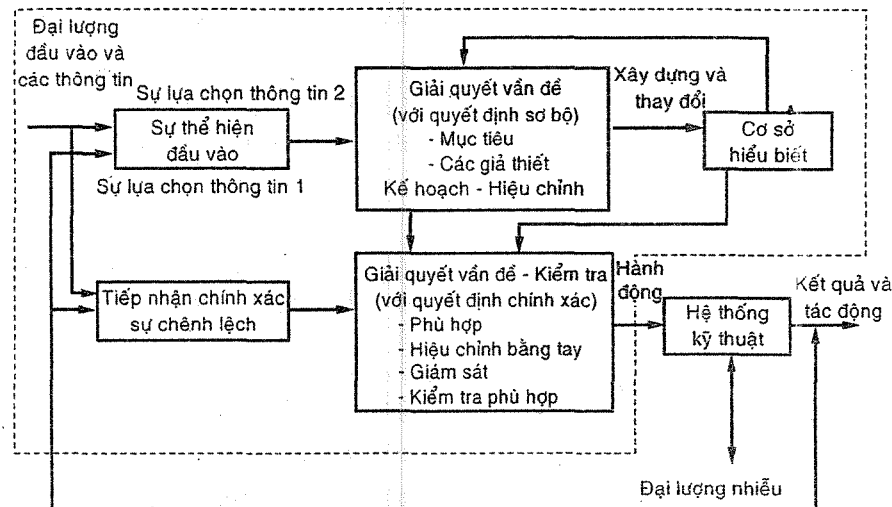 Đại lượng
đầu vào và
các thông tin
Sự lựa chọn thông tin 2
Sự thể hiện
đầu vào
Sự lựa chọn thông tin 1
Giải quyết vấn đề
(với quyết định sơ bộ)
- Mục tiêu
- Các giả thiết
Kế hoạch - Hiệu chỉnh
Xây dựng và
thay đổi
Cơ sở
hiểu biết
Tiếp nhận chính xác
sự chênh lệch
Giải quyết vấn đề - Kiểm tra
(với quyết định chính xác)
- Phù hợp
- Hiệu chỉnh bằng tay
- Giám sát
- Kiểm tra phù hợp
Hành
động
Hệ thống
kỹ thuật
Kết quả và
tác động
Đại lượng nhiễu